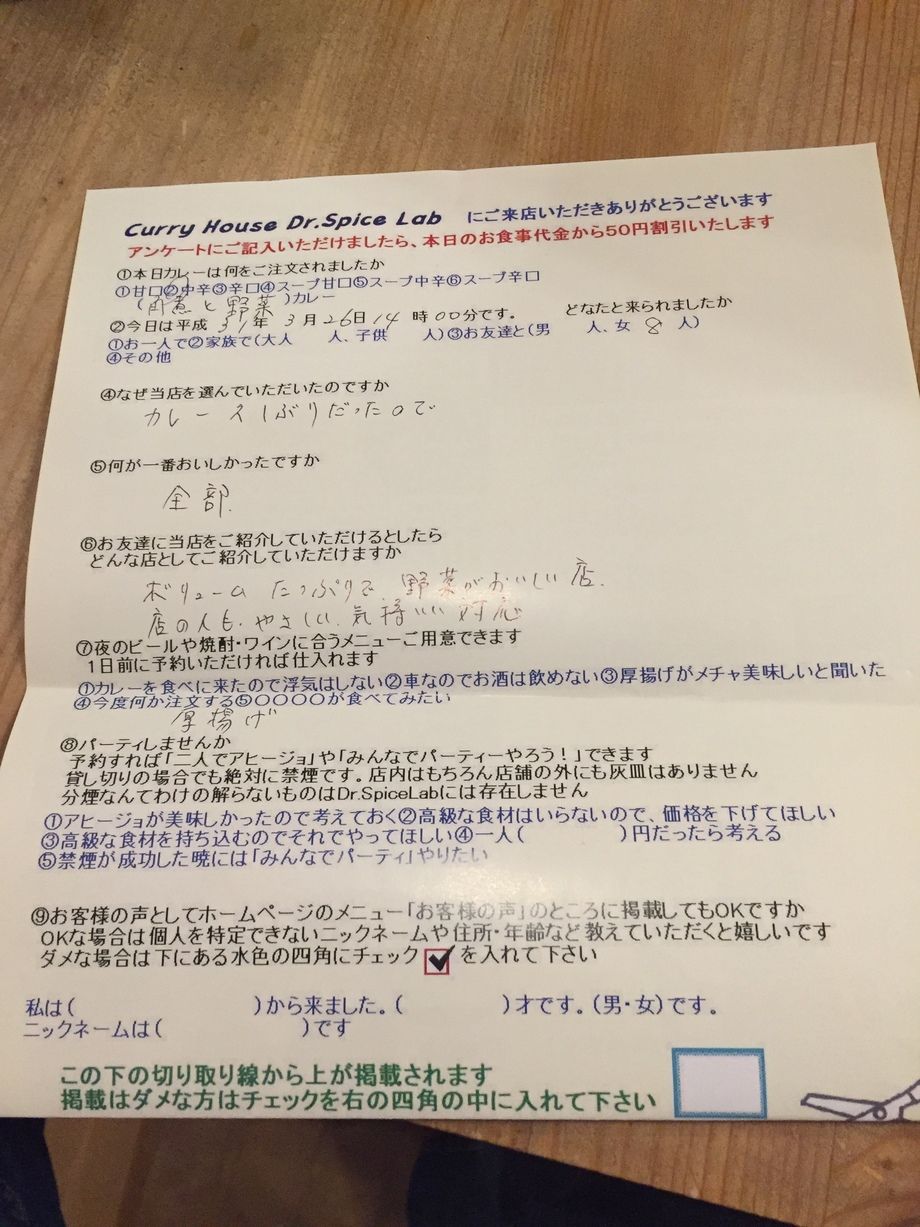 Curry House Dr.Spice Lab にご来店いただきありがとうございます
アンケートにご記入いただけましたら、本日のお食事代金から50円割引いたします
①本日カレーは何をご注文されましたか
①甘口②中辛③辛口④スープ甘口⑤スープ中辛⑥スープ辛口
(角煮と野菜)カレー
②今日は平成31年3月26日14時00分です。 どなたと来られましたか
①お一人で②家族で(大人 人、子供 人)③お友達と(男 人、女8人)
④その他
④なぜ当店を選んでいただいたのですか
カレー久しぶりだったので
⑤何が一番おいしかったですか
全部.
⑥お友達に当店をご紹介していただけるとしたら
どんな店としてご紹介していただけますか
ボリュームたっぷりで、野菜がおいしい店.
店の人も、やさしい、気持いい対応
⑦夜のビールや焼酎・ワインに合うメニューご用意できます
1日前に予約いただければ仕入れます
①カレーを食べに来たので浮気はしない②車なのでお酒は飲めない③厚揚げがメチャ美味しいと聞いた
④今度何か注文する⑤〇〇〇〇が食べてみたい
厚揚げ
⑧パーティしませんか
予約すれば「二人でアヒージョ」や「みんなでパーティーやろう!」できます
貸し切りの場合でも絶対に禁煙です。店内はもちろん店舗の外にも灰皿はありません
分煙なんてわけの解らないものはDr.SpiceLabには存在しません
①アヒージョが美味しかったので考えておく②高級な食材はいらないので、価格を下げてほしい
③高級な食材を持ち込むのでそれでやってほしい④一人( )円だったら考える
⑤禁煙が成功した暁には「みんなでパーティ」やりたい
⑨お客様の声としてホームページのメニュー「お客様の声」のところに掲載してもOKですか
OKな場合は個人を特定できないニックネームや住所・年齢など教えていただくと嬉しいです
ダメな場合は下にある水色の四角にチェック☑を入れて下さい
私は( )から来ました。( )才です。(男・女)です。
ニックネームは( )です
この下の切り取り線から上が掲載されます
掲載はダメな方はチェックを右の四角の中に入れて下さい